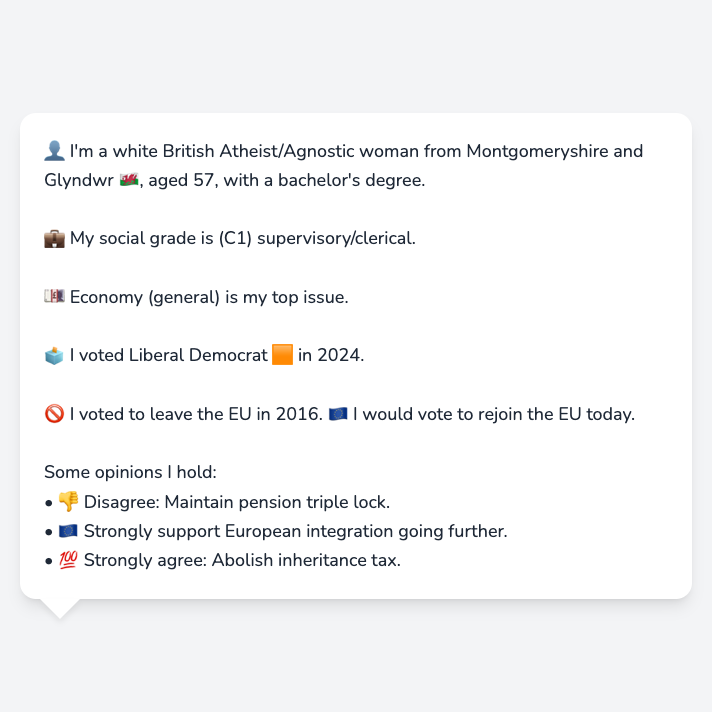 👤 I'm a white British Atheist/Agnostic woman from Montgomeryshire and
Glyndwr 🏴󠁧󠁢󠁷󠁬󠁳󠁿, aged 57, with a bachelor's degree.
💼 My social grade is (C1) supervisory/clerical.
💷 Economy (general) is my top issue.
🗳️ I voted Liberal Democrat 🟧 in 2024.
🚫 I voted to leave the EU in 2016. 🇪🇺 I would vote to rejoin the EU today.
Some opinions I hold:
• 👎 Disagree: Maintain pension triple lock.
• 🇪🇺 Strongly support European integration going further.
• 💯 Strongly agree: Abolish inheritance tax.